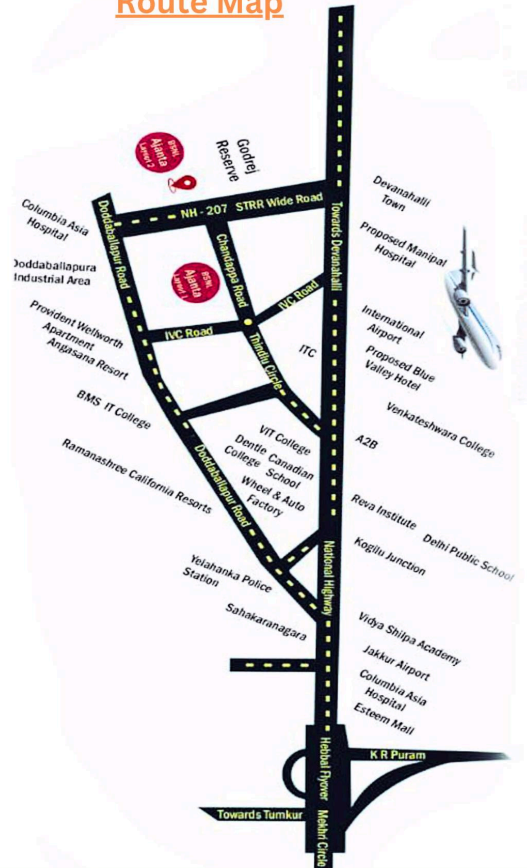 Route Map
BSNL
Ajanta
Layout 2
Godrej
Reserve
NH - 207 STRR Wide Road
Columbia Asia
Hospital
Doddaballapur Road
Towards Devanahalli
Devanahalli
Town
Proposed Manipal
Hospital
Doddaballapura
Industrial Area
BSNL
Ajanta
Layout 1
Chandappa Road
IVC Road
IVC Road
Thindlu Circle
International
Airport
Provident Wellworth
Apartment
Angasana Resort
ITC
Proposed Blue
Valley Hotel
BMS IT College
Venkateshwara College
VIT College
Dentle Canadian
College School
Wheel & Auto
Factory
A2B
Ramanashree California Resorts
Doddaballapur Road
Reva Institute
Delhi Public School
Kogilu Junction
National Highway
Yelahanka Police
Station
Sahakaranagara
Vidya Shilpa Academy
Jakkur Airport
Columbia Asia
Hospital
Esteem Mall
Hebbal Flyover
K R Puram
Towards Tumkur
Mekhri Circle